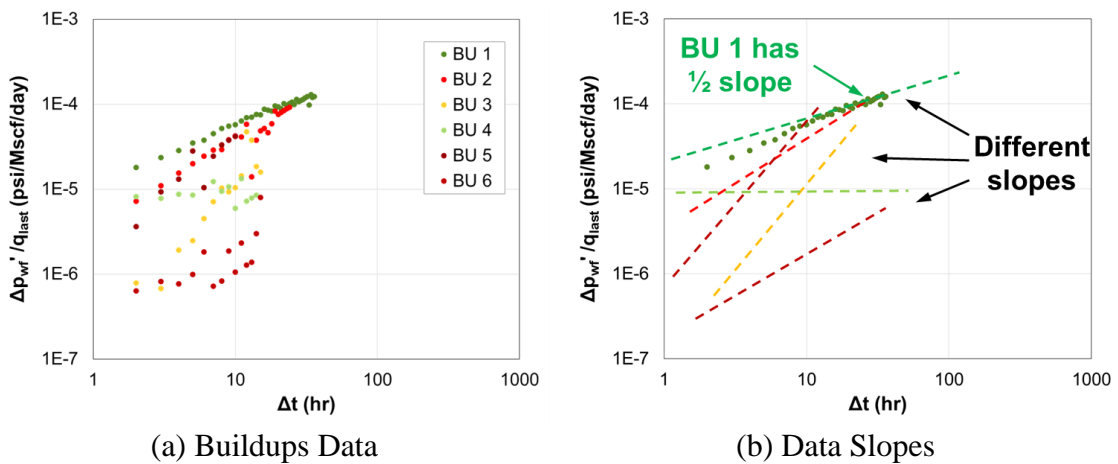 1E-3
1E-4
1E-5
1E-6
1E-7
Δpwf'/qlast (psi/Mscf/day)
BU 1
BU 2
BU 3
BU 4
BU 5
BU 6
1 10 100 1000
Δt (hr)
(a) Buildups Data
1E-3
1E-4
1E-5
1E-6
1E-7
Δpwf'/qlast (psi/Mscf/day)
BU 1 has
½ slope
Different
slopes
1 10 100 1000
Δt (hr)
(b) Data Slopes